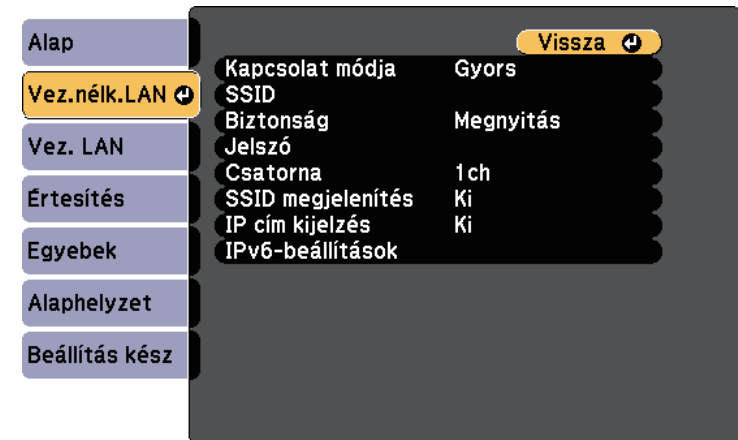 Alap
Vez.nélk.LAN
Vez. LAN
Értesítés
Egyebek
Alaphelyzet
Beállítás kész
Vissza
Kapcsolat módja Gyors
SSID
Biztonság Megnyitás
Jelszó
Csatorna 1ch
SSID megjelenítés Ki
IP cím kijelzés Ki
IPv6-beállítások